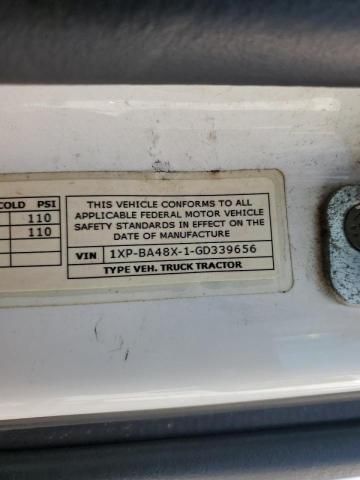 COLD PSI
110
110
THIS VEHICLE CONFORMS TO ALL
APPLICABLE FEDERAL MOTOR VEHICLE
SAFETY STANDARDS IN EFFECT ON THE
DATE OF MANUFACTURE
VIN 1XP-BA48X-1-GD339656
TYPE VEH. TRUCK TRACTOR